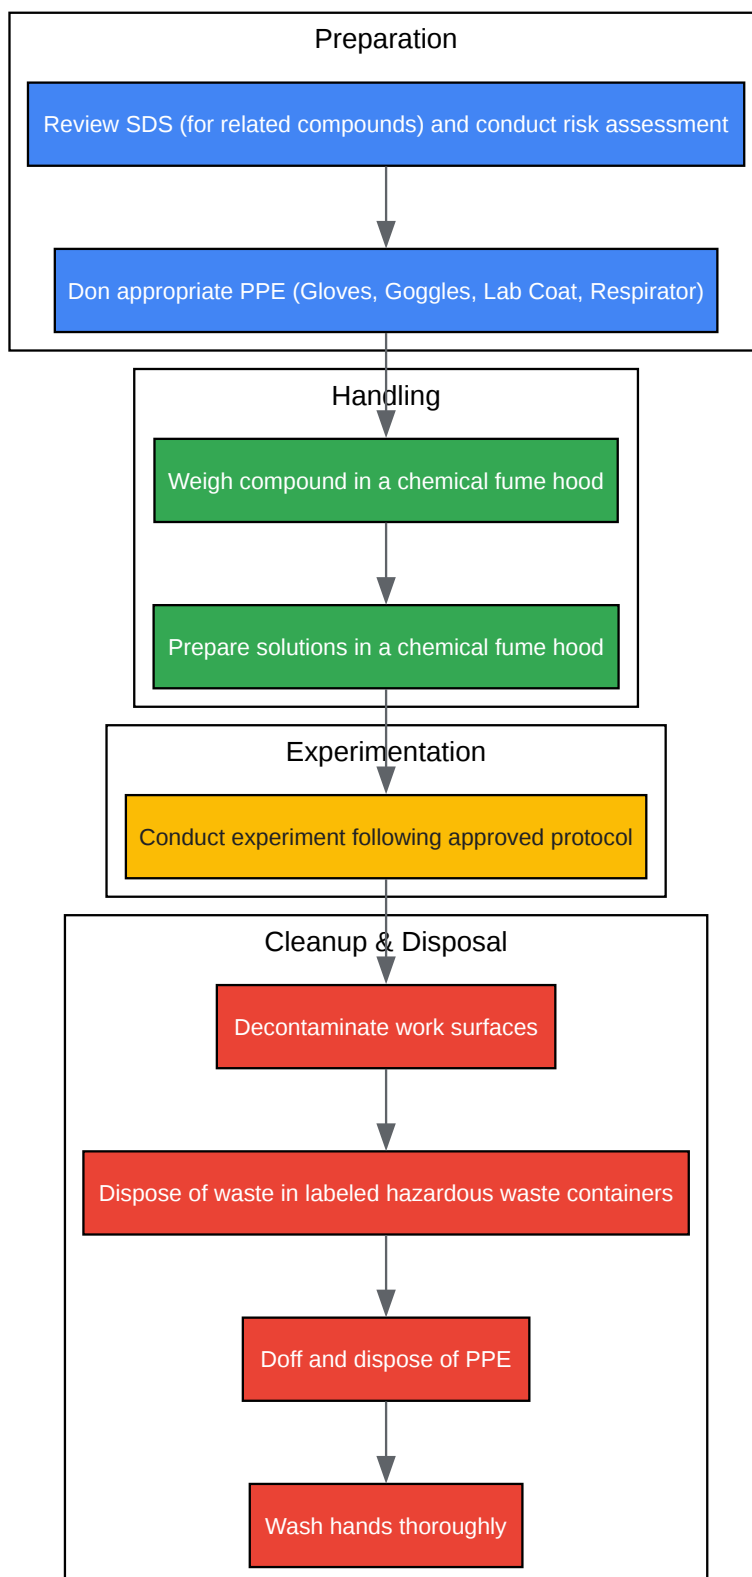 Preparation
Review SDS (for related compounds) and conduct risk assessment
Don appropriate PPE (Gloves, Goggles, Lab Coat, Respirator)
Handling
Weigh compound in a chemical fume hood
Prepare solutions in a chemical fume hood
Experimentation
Conduct experiment following approved protocol
Cleanup & Disposal
Decontaminate work surfaces
Dispose of waste in labeled hazardous waste containers
Doff and dispose of PPE
Wash hands thoroughly